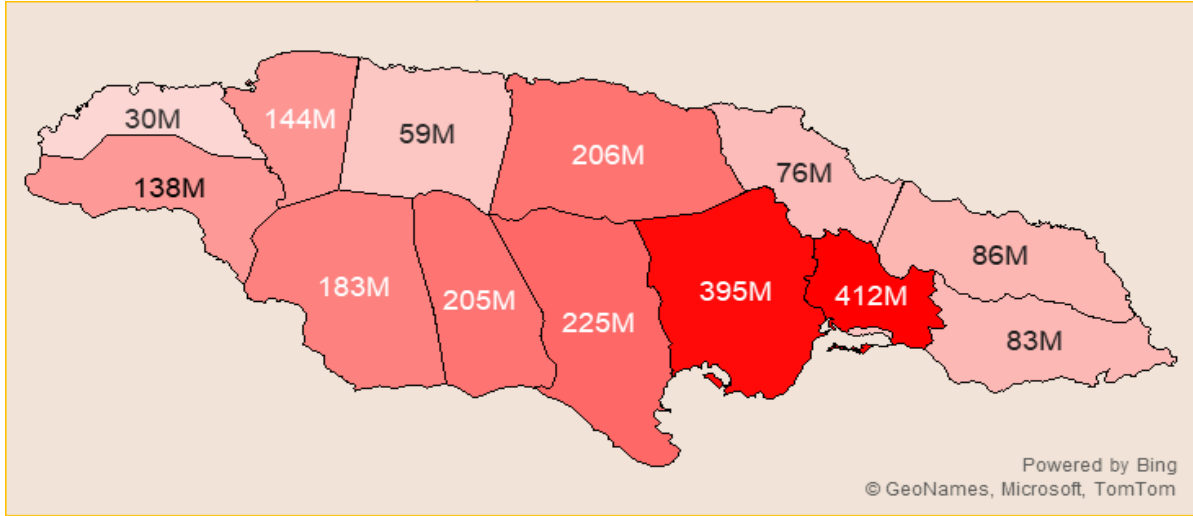 30M
144M
59M
206M
76M
138M
86M
183M
205M
225M
395M
412M
83M
Powered by Bing
© GeoNames, Microsoft, TomTom